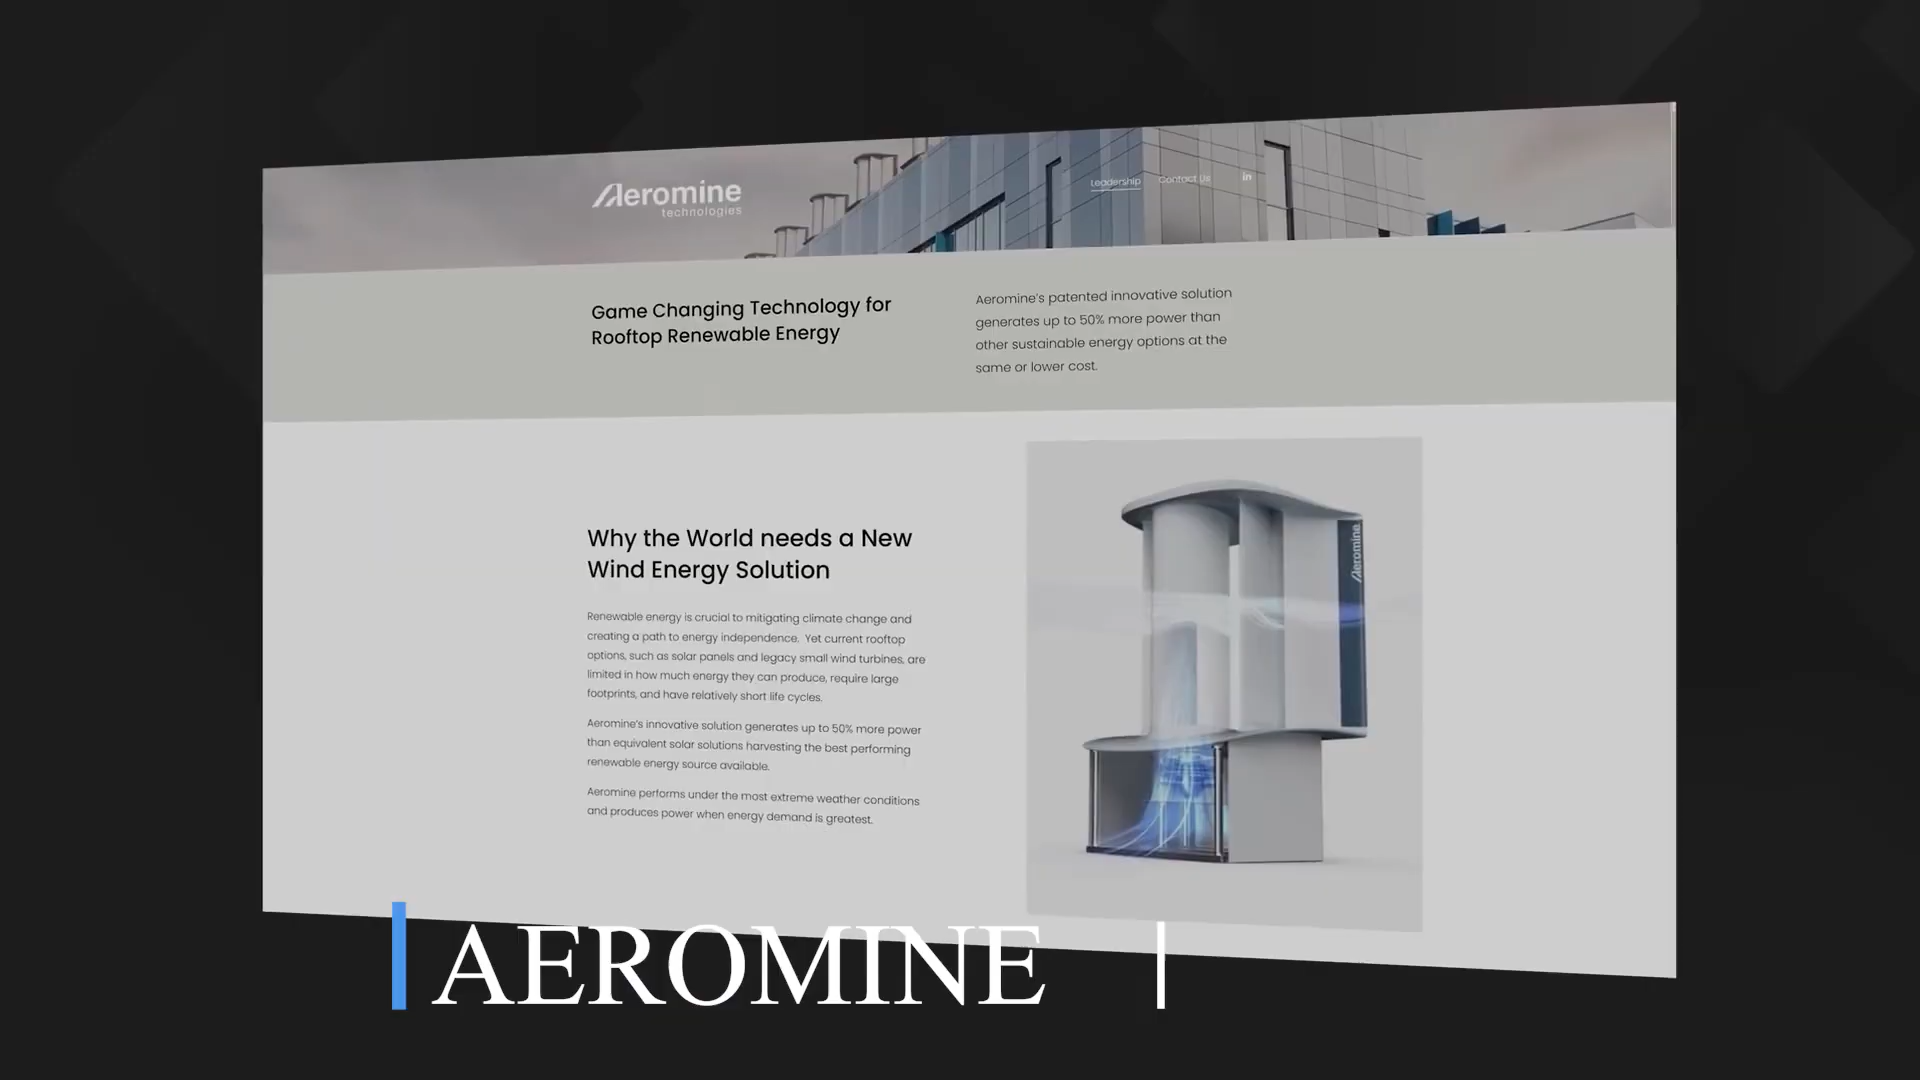 Aeromine
technologies
Leadership Contact Us in
Game Changing Technology for
Rooftop Renewable Energy
Aeromine's patented innovative solution
generates up to 50% more power than
other sustainable energy options at the
same or lower cost.
Why the World needs a New
Wind Energy Solution
Renewable energy is crucial to mitigating climate change and
creating a path to energy independence. Yet current rooftop
options, such as solar panels and legacy small wind turbines, are
limited in how much energy they can produce, require large
footprints, and have relatively short life cycles.
Aeromine's innovative solution generates up to 50% more power
than equivalent solar solutions harvesting the best performing
renewable energy source available.
Aeromine performs under the most extreme weather conditions
and produces power when energy demand is greatest.
Aeromine
AEROMINE